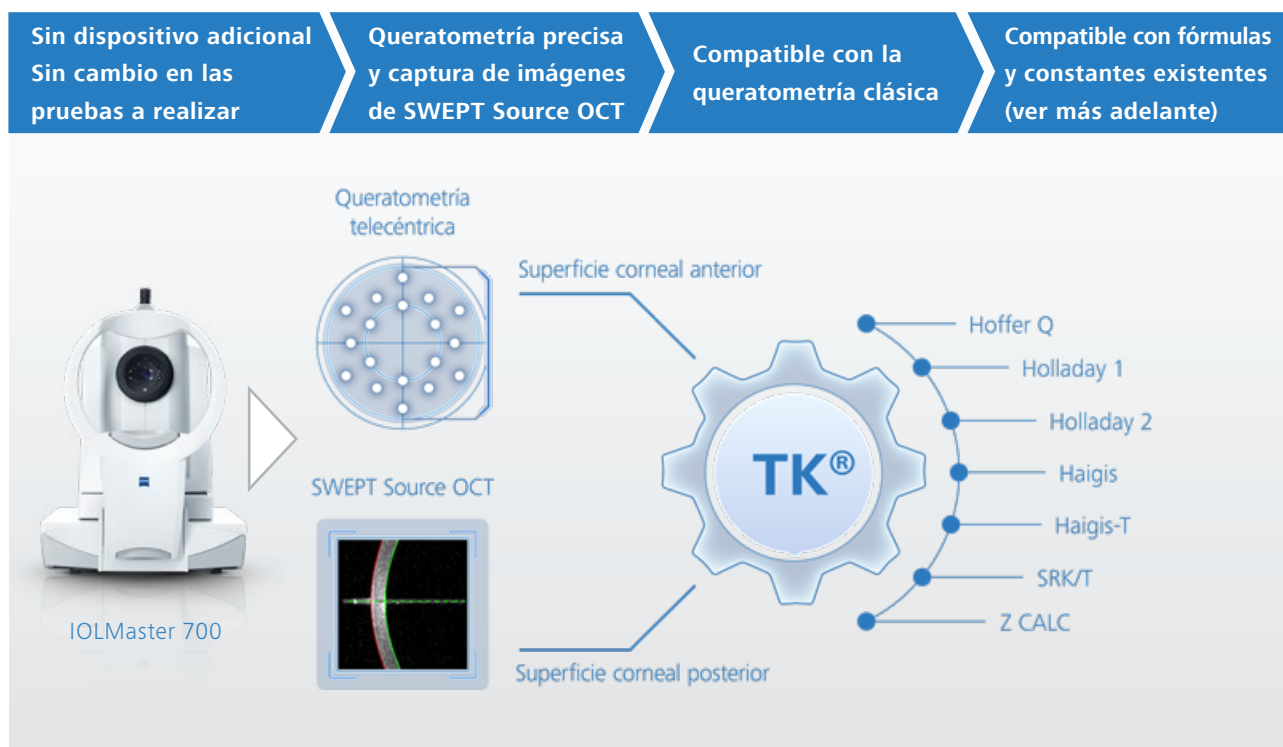 Sin dispositivo adicional
Sin cambio en las
pruebas a realizar
Queratometría precisa
y captura de imágenes
de SWEPT Source OCT
Compatible con la
queratometría clásica
Compatible con fórmulas
y constantes existentes
(ver más adelante)
Queratometría
telecéntrica
Superficie corneal anterior
SWEPT Source OCT
IOLMaster 700
Superficie corneal posterior
TK®
Hoffer Q
Holladay 1
Holladay 2
Haigis
Haigis-T
SRK/T
Z CALC